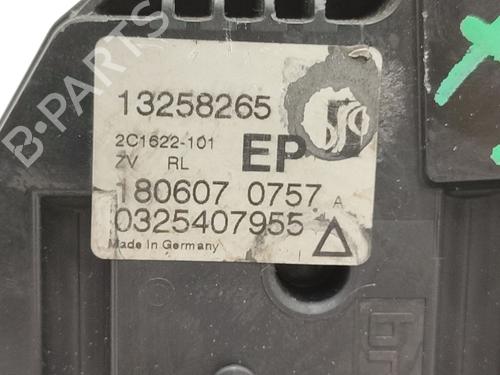 B-PARTS
13258265
2C1622-101
ZV RL
EP
180607 0757 A
0325407955
Made in Germany